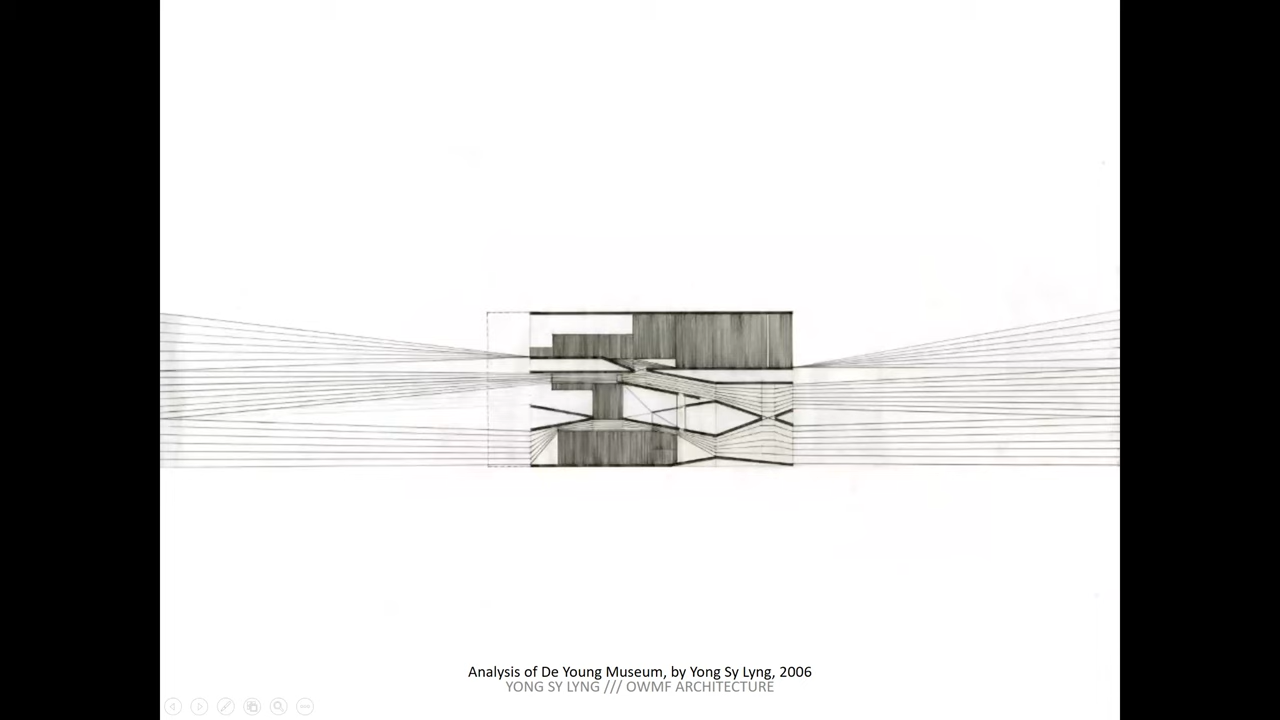 Analysis of De Young Museum, by Yong Sy Lyng, 2006
YONG SY LYNG /// OWMF ARCHITECTURE